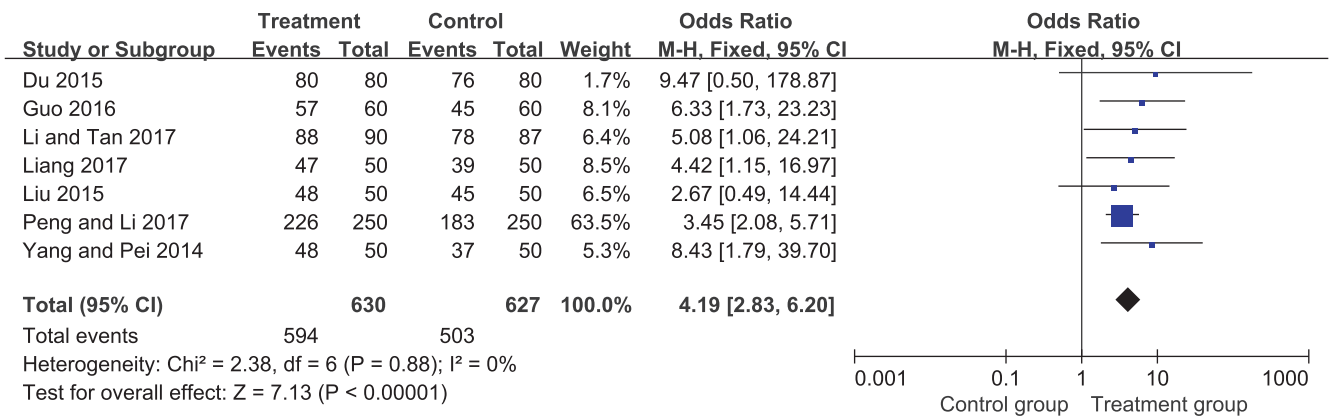 Treatment Control Odds Ratio Odds Ratio
Study or Subgroup Events Total Events Total Weight M-H, Fixed, 95% CI M-H, Fixed, 95% CI
Du 2015 80 80 76 80 1.7% 9.47 [0.50, 178.87]
Guo 2016 57 60 45 60 8.1% 6.33 [1.73, 23.23]
Li and Tan 2017 88 90 78 87 6.4% 5.08 [1.06, 24.21]
Liang 2017 47 50 39 50 8.5% 4.42 [1.15, 16.97]
Liu 2015 48 50 45 50 6.5% 2.67 [0.49, 14.44]
Peng and Li 2017 226 250 183 250 63.5% 3.45 [2.08, 5.71]
Yang and Pei 2014 48 50 37 50 5.3% 8.43 [1.79, 39.70]
Total (95% CI) 630 627 100.0% 4.19 [2.83, 6.20]
Total events 594 503
Heterogeneity: Chi² = 2.38, df = 6 (P = 0.88); I² = 0%
Test for overall effect: Z = 7.13 (P < 0.00001)
0.001 0.1 1 10 1000
Control group Treatment group